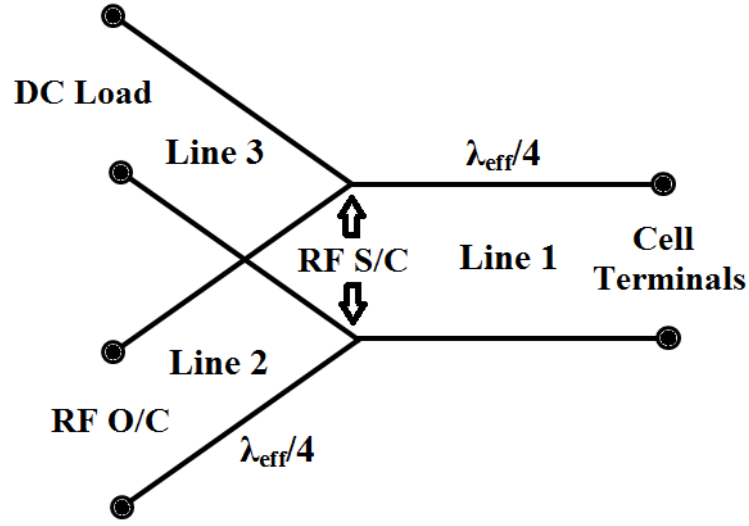 DC Load
Line 3
λeff/4
RF S/C
Line 1
Cell
Terminals
Line 2
RF O/C
λeff/4